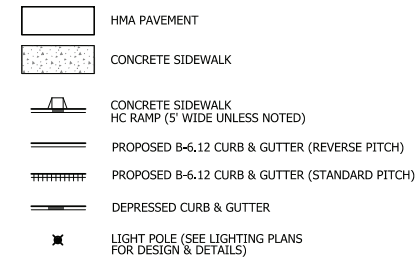 HMA PAVEMENT
CONCRETE SIDEWALK
CONCRETE SIDEWALK
HC RAMP (5' WIDE UNLESS NOTED)
PROPOSED B-6.12 CURB & GUTTER (REVERSE PITCH)
PROPOSED B-6.12 CURB & GUTTER (STANDARD PITCH)
DEPRESSED CURB & GUTTER
LIGHT POLE (SEE LIGHTING PLANS
FOR DESIGN & DETAILS)